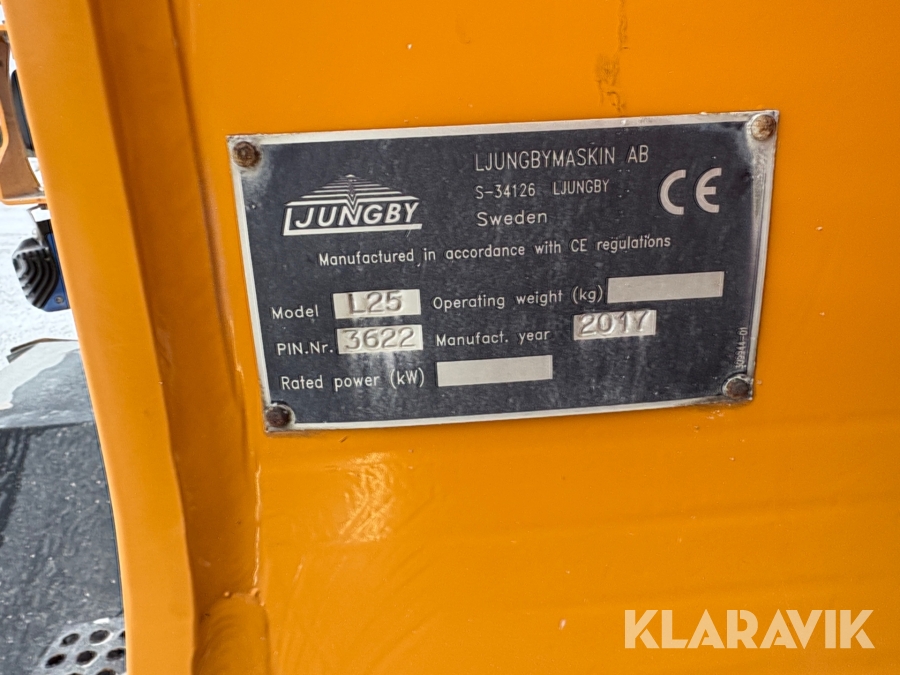 LJUNGBY
LJUNGBYMASKIN AB
S-34126 LJUNGBY
Sweden
CE
Manufactured in accordance with CE regulations
Model L25 Operating weight (kg)
PIN.Nr. 3622 Manufact. year 201Y
Rated power (kW)
KLARAVIK